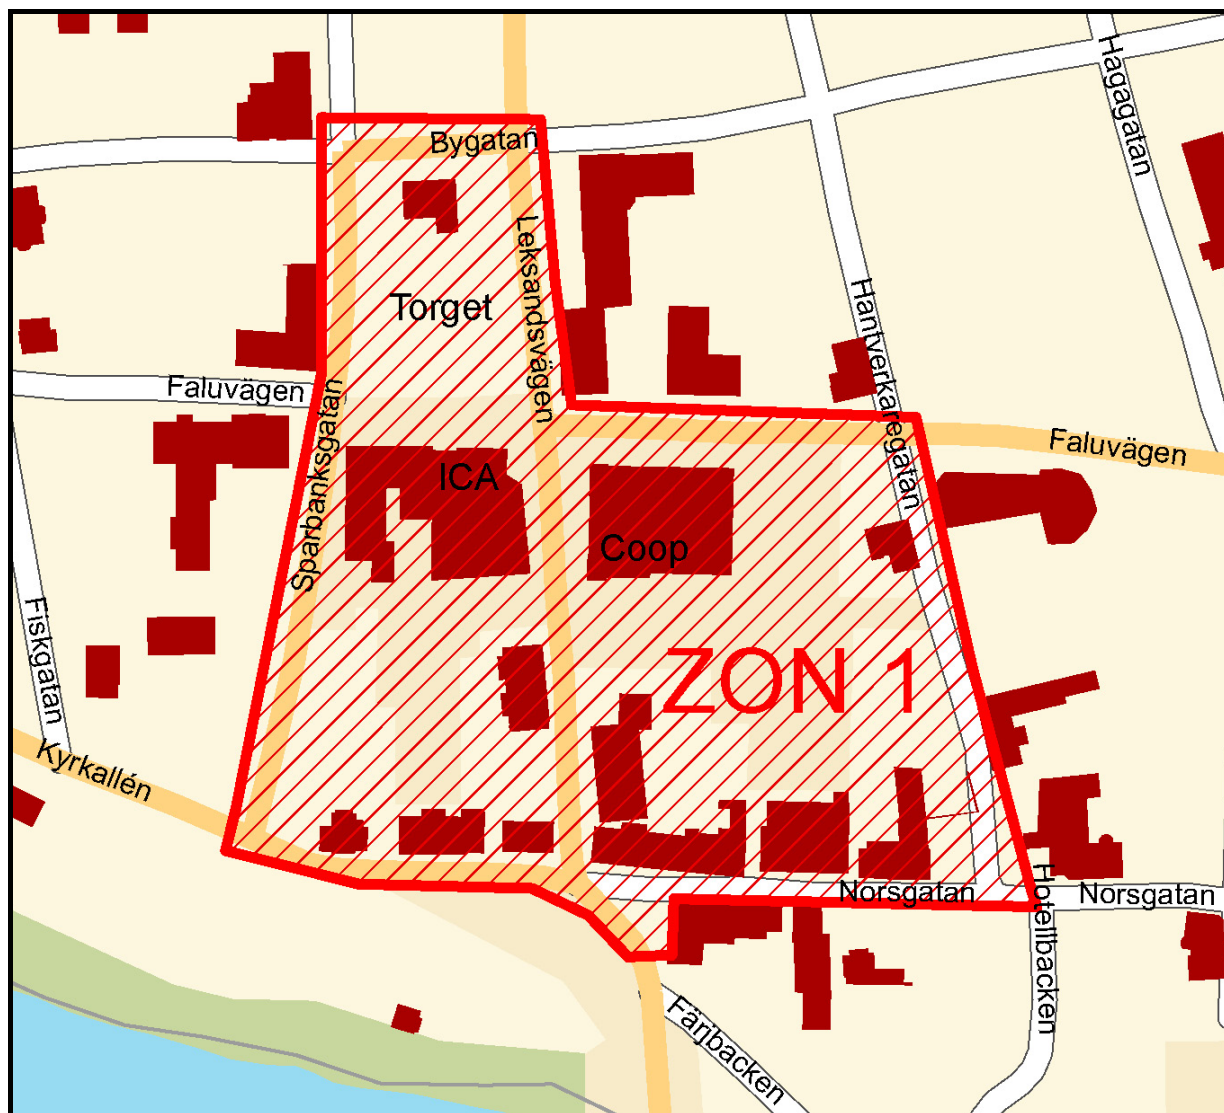 Hagagatan
Bygatan
Leksandsvägen
Torget
Hantverkaregatan
Faluvägen
Sparbanksgatan
Faluvägen
ICA
Coop
Fiskgatan
ZON 1
Kyrkallén
Norsgatan
Hotellbacken
Norsgatan
Färjbacken